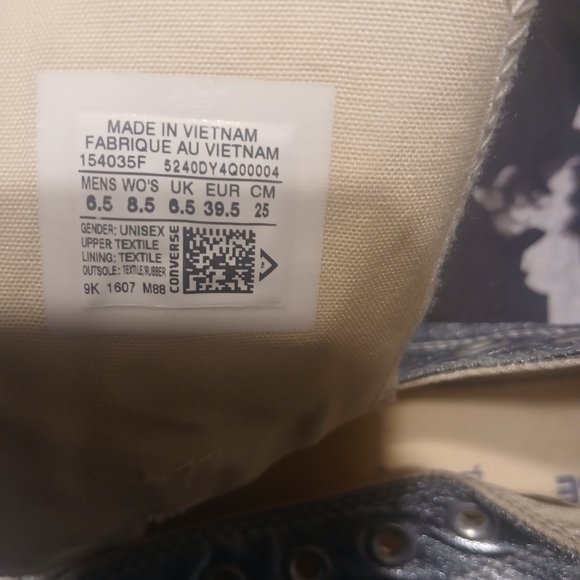 MADE IN VIETNAM
FABRIQUE AU VIETNAM
154035F 5240DY4Q00004
MENS WO'S UK EUR CM
6.5 8.5 6.5 39.5 25
GENDER: UNISEX
UPPER TEXTILE
LINING: TEXTILE
OUTSOLE: TEXTILE/RUBBER
9K 1607 M88
CONVERSE